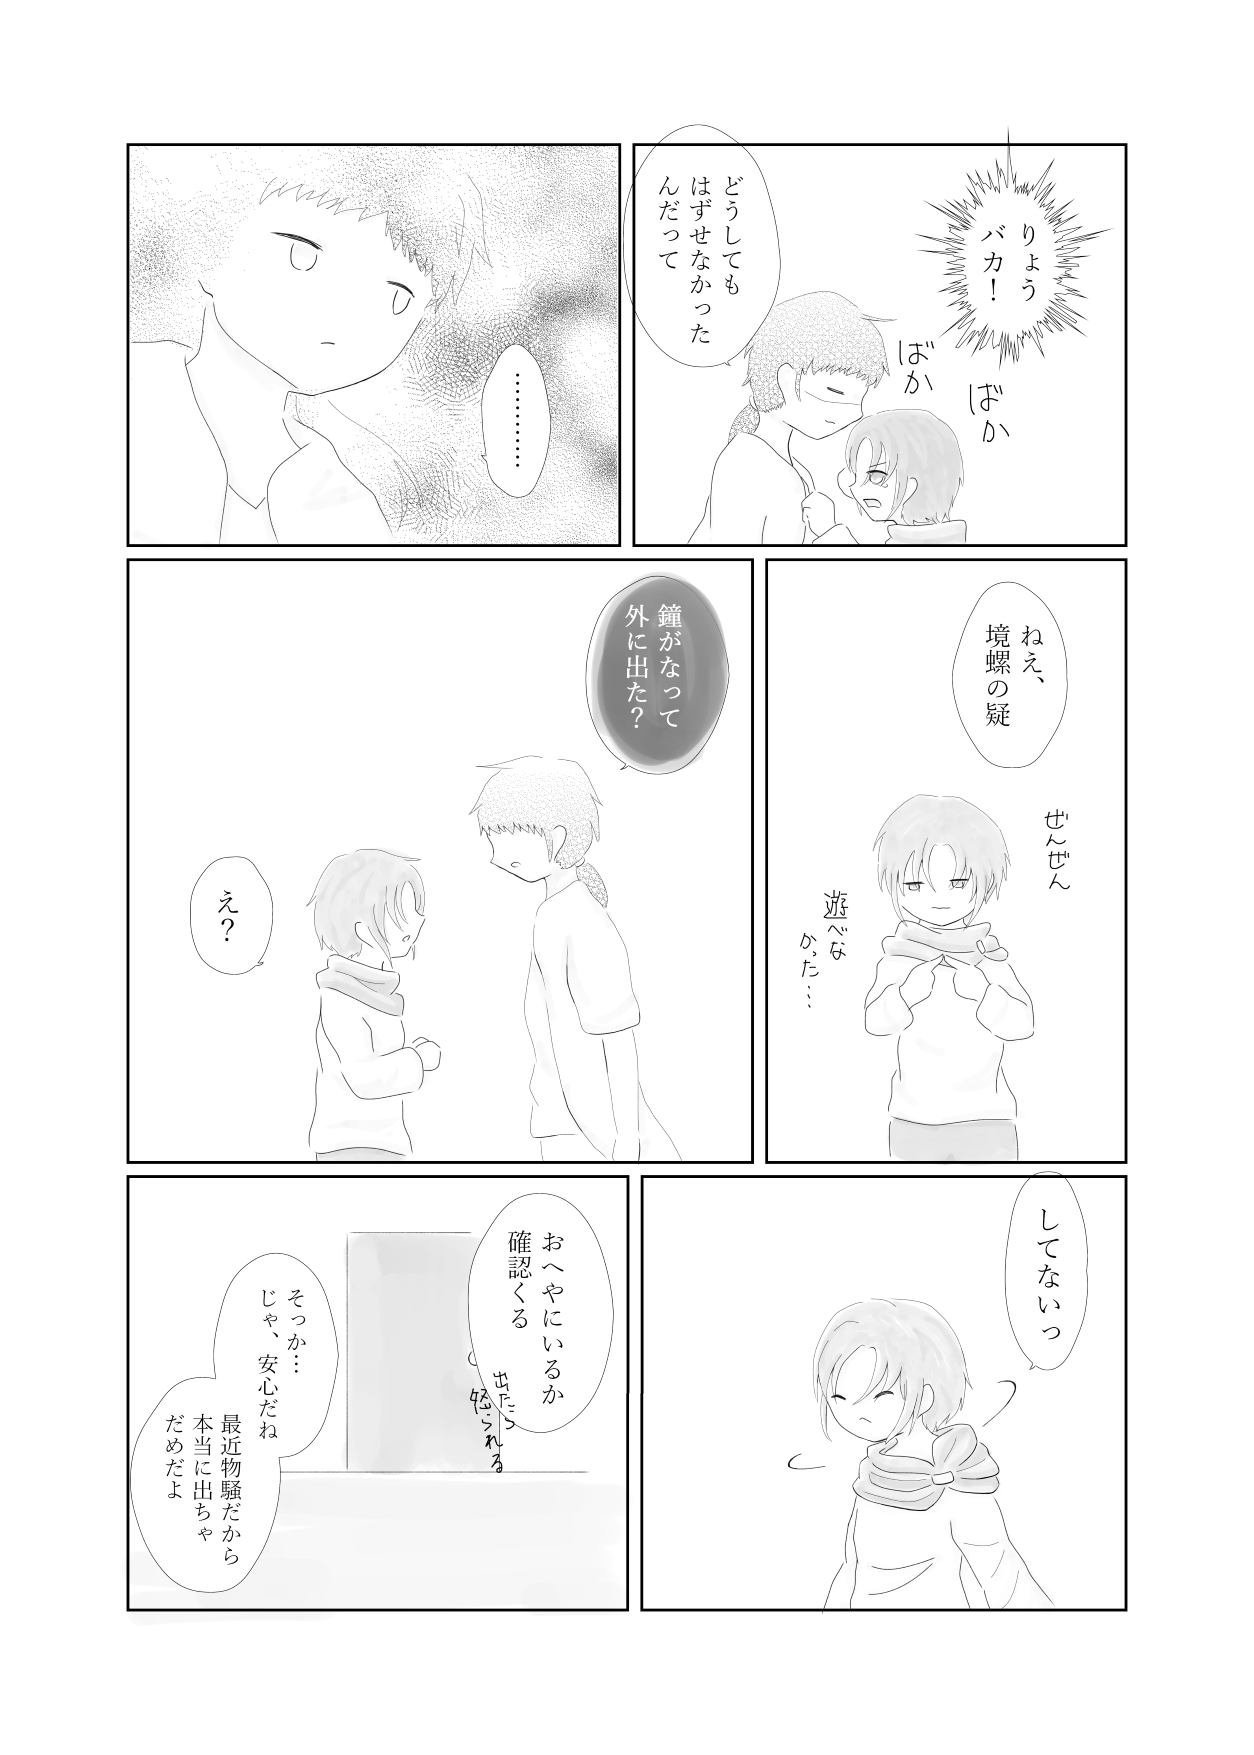 りょう
バカ！
どうしても
はずせなかった
んだって
ばか
ばか
…………
ねえ、
境螺の疑
ぜんぜん
遊べな
かった…
鐘がなって
外に出た？
え？
してないっ
おへやにいるか
確認くる
出たら
怒られる
そっか…
じゃ、安心だね
最近物騒だから
本当に出ちゃ
だめだよ